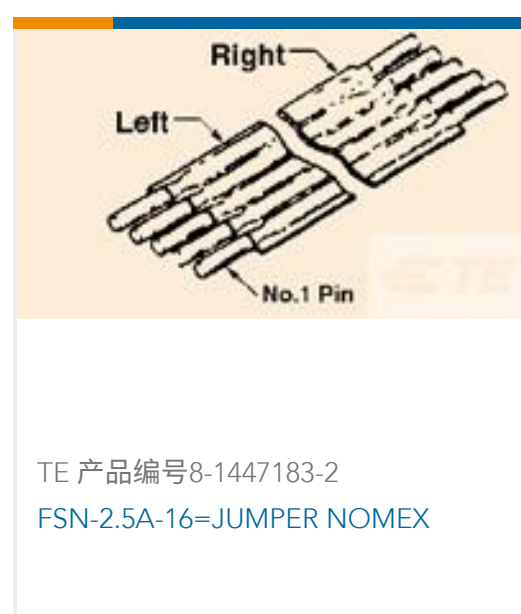 Right
Left
No.1 Pin
TE
TE 产品编号8-1447183-2
FSN-2.5A-16=JUMPER NOMEX